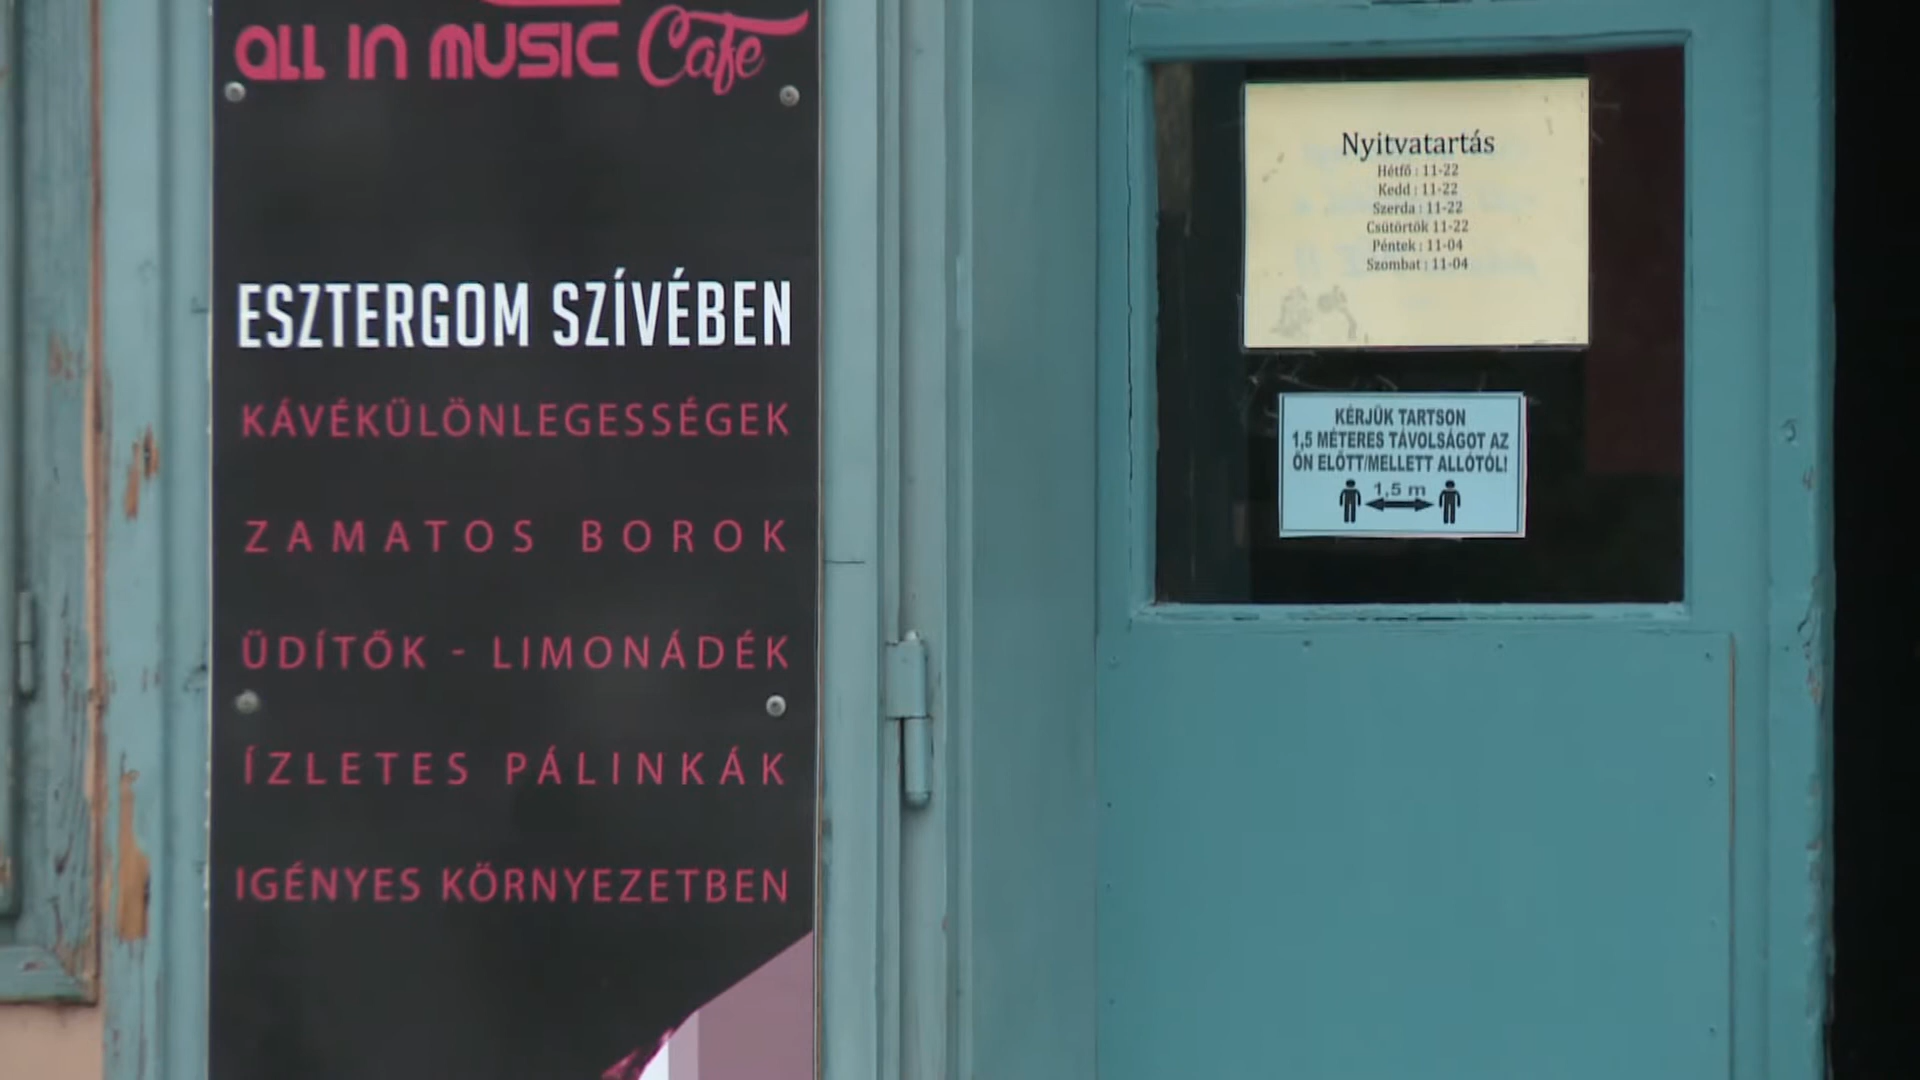 ALL IN MUSIC Cafe
ESZTERGOM SZÍVÉBEN
KÁVÉKÜLÖNLEGESSÉGEK
ZAMATOS BOROK
ÜDÍTŐK - LIMONÁDÉK
ÍZLETES PÁLINKÁK
IGÉNYES KÖRNYEZETBEN
Nyitvatartás
Hétfő : 11-22
Kedd : 11-22
Szerda : 11-22
Csütörtök 11-22
Péntek : 11-04
Szombat : 11-04
KÉRJÜK TARTSON
1,5 MÉTERES TÁVOLSÁGOT AZ
ÖN ELŐTT/MELLETT ALLÓTÓL!
1,5 m